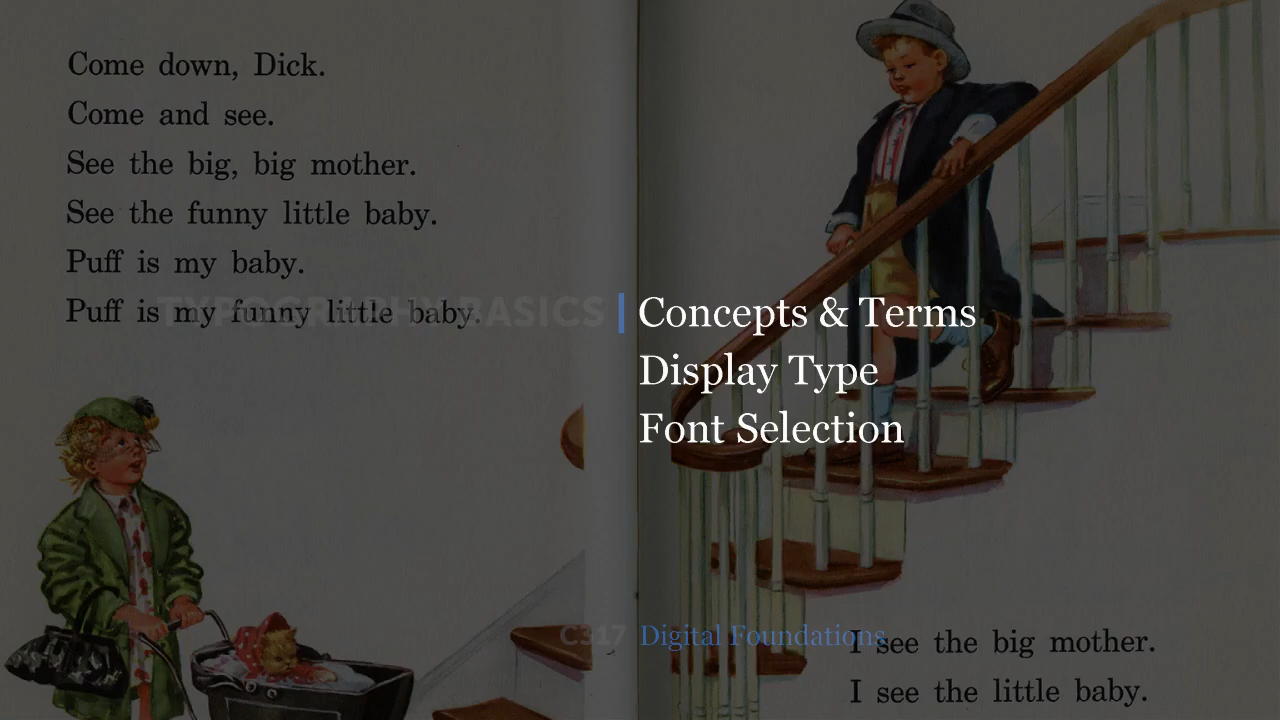 Come down, Dick.
Come and see.
See the big, big mother.
See the funny little baby.
Puff is my baby.
Puff is my funny little baby.
TYPOGRAPHY BASICS
Concepts & Terms
Display Type
Font Selection
C317 Digital Foundations
I see the big mother.
I see the little baby.